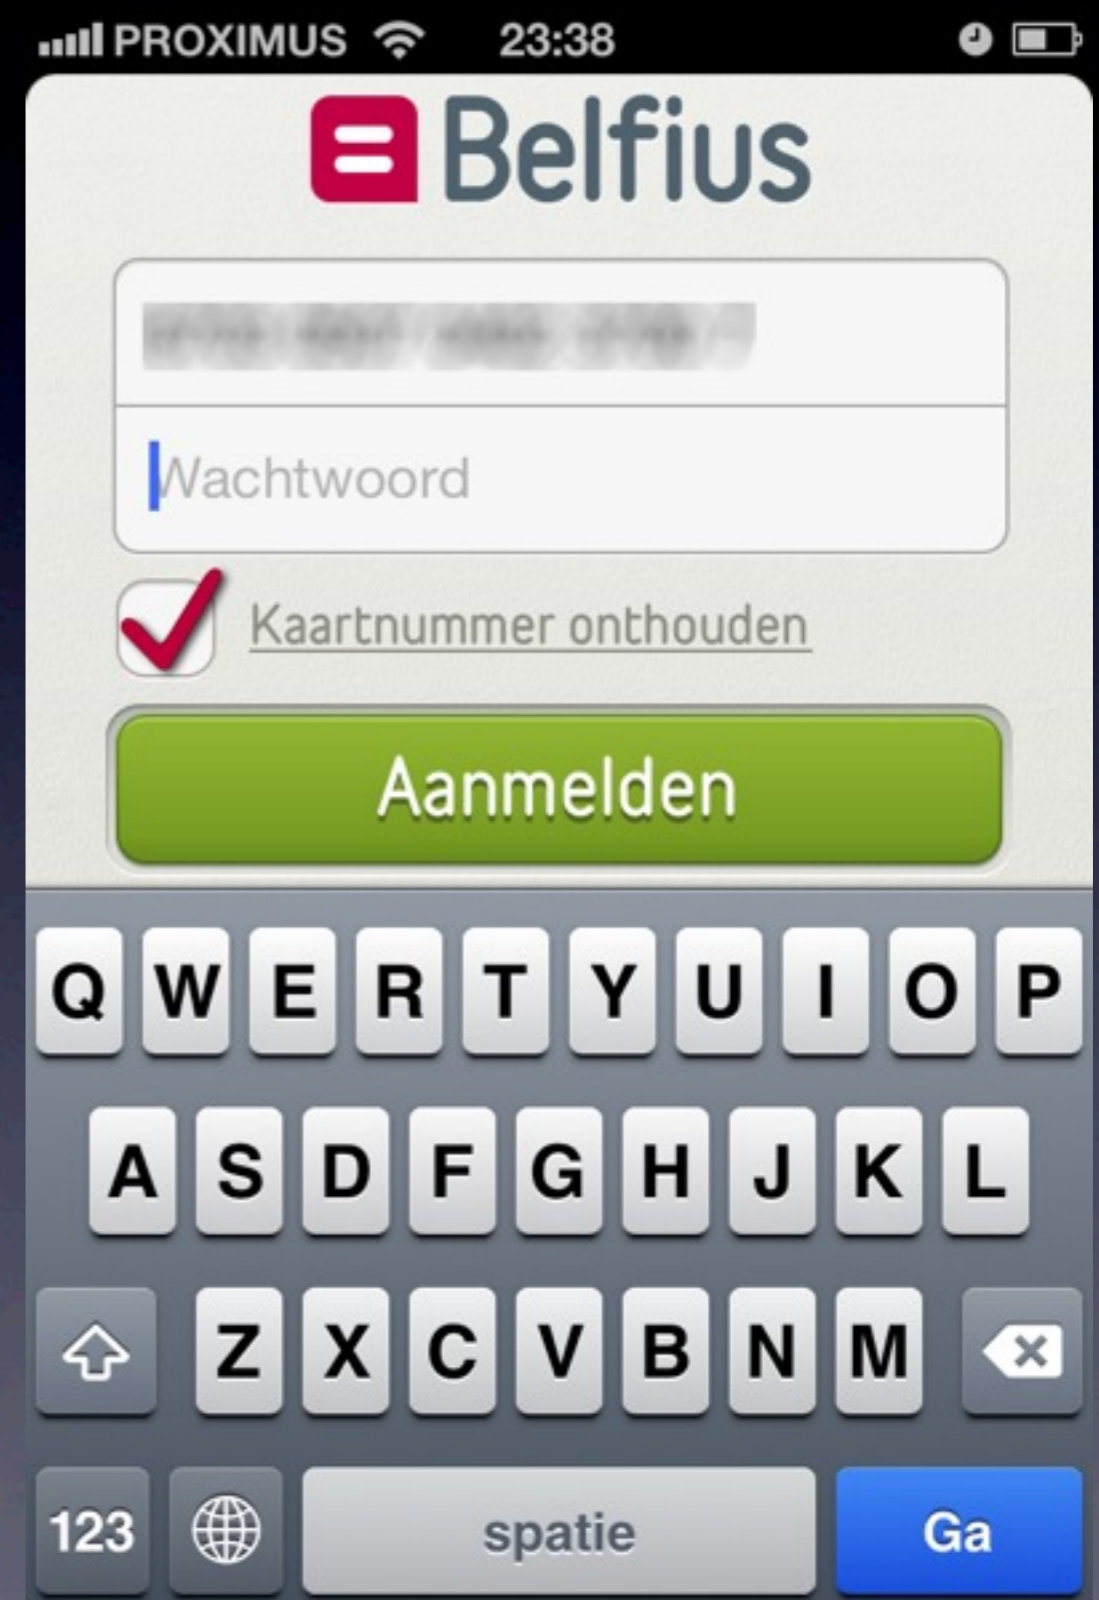 PROXIMUS 23:38
Belfius
Wachtwoord
Kaartnummer onthouden
Aanmelden
Q W E R T Y U I O P
A S D F G H J K L
Z X C V B N M
123 spatie Ga